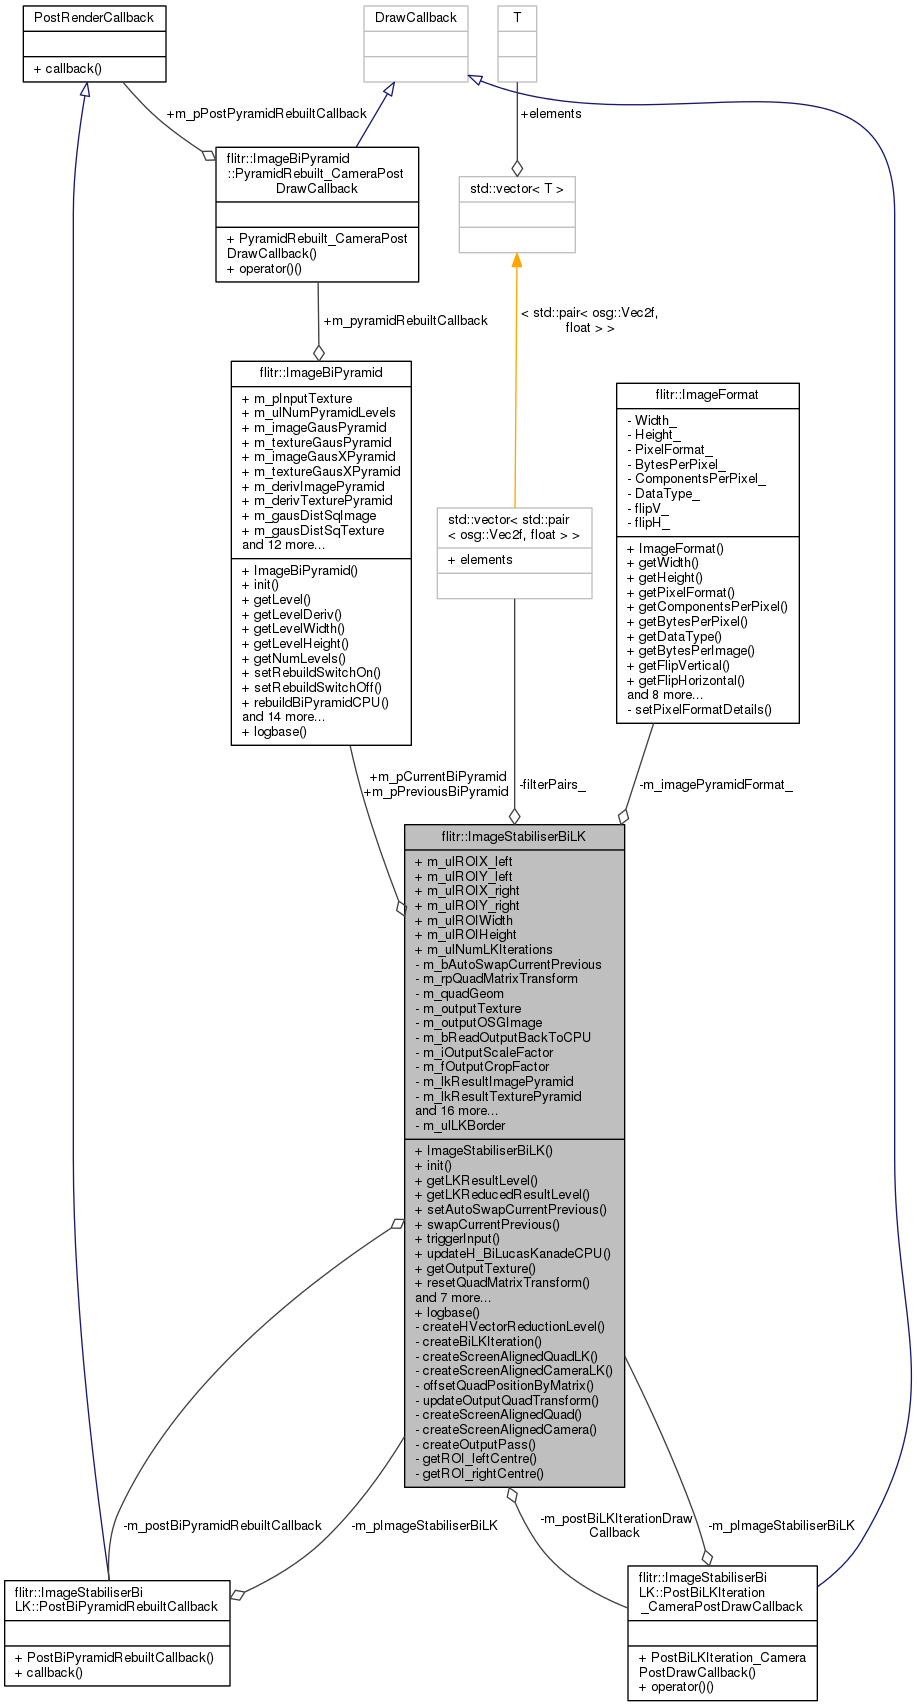 PostRenderCallback
+ callback()
DrawCallback
T
+m_pPostPyramidRebuiltCallback
+elements
flitr::ImageBiPyramid
::PyramidRebuilt_CameraPost
DrawCallback
+ PyramidRebuilt_CameraPost
DrawCallback()
+ operator()()
std::vector< T >
+m_pyramidRebuiltCallback
< std::pair< osg::Vec2f,
float > >
flitr::ImageBiPyramid
+ m_pInputTexture
+ m_ulNumPyramidLevels
+ m_imageGausPyramid
+ m_textureGausPyramid
+ m_imageGausXPyramid
+ m_textureGausXPyramid
+ m_derivImagePyramid
+ m_derivTexturePyramid
+ m_gausDistSqImage
+ m_gausDistSqTexture
and 12 more...
+ ImageBiPyramid()
+ init()
+ getLevel()
+ getLevelDeriv()
+ getLevelWidth()
+ getLevelHeight()
+ getNumLevels()
+ setRebuildSwitchOn()
+ setRebuildSwitchOff()
+ rebuildBiPyramidCPU()
and 14 more...
+ logbase()
std::vector< std::pair
< osg::Vec2f, float > >
+ elements
flitr::ImageFormat
- Width_
- Height_
- PixelFormat_
- BytesPerPixel_
- ComponentsPerPixel_
- DataType_
- flipV_
- flipH_
+ ImageFormat()
+ getWidth()
+ getHeight()
+ getPixelFormat()
+ getComponentsPerPixel()
+ getBytesPerPixel()
+ getDataType()
+ getBytesPerImage()
+ getFlipVertical()
+ getFlipHorizontal()
and 8 more...
- setPixelFormatDetails()
+m_pCurrentBiPyramid
+m_pPreviousBiPyramid
-filterPairs_
-m_imagePyramidFormat_
flitr::ImageStabiliserBiLK
+ m_ulROIX_left
+ m_ulROIY_left
+ m_ulROIX_right
+ m_ulROIY_right
+ m_ulROIWidth
+ m_ulROIHeight
+ m_ulNumLKIterations
- m_bAutoSwapCurrentPrevious
- m_rpQuadMatrixTransform
- m_quadGeom
- m_outputTexture
- m_outputOSGImage
- m_bReadOutputBackToCPU
- m_iOutputScaleFactor
- m_fOutputCropFactor
- m_lkResultImagePyramid
- m_lkResultTexturePyramid
and 16 more...
- m_ulLKBorder
+ ImageStabiliserBiLK()
+ init()
+ getLKResultLevel()
+ getLKReducedResultLevel()
+ setAutoSwapCurrentPrevious()
+ swapCurrentPrevious()
+ triggerInput()
+ updateH_BiLucasKanadeCPU()
+ getOutputTexture()
+ resetQuadMatrixTransform()
and 7 more...
+ logbase()
- createHVectorReductionLevel()
- createBiLKIteration()
- createScreenAlignedQuadLK()
- createScreenAlignedCameraLK()
- offsetQuadPositionByMatrix()
- updateOutputQuadTransform()
- createScreenAlignedQuad()
- createScreenAlignedCamera()
- createOutputPass()
- getROI_leftCentre()
- getROI_rightCentre()
-m_postBiPyramidRebuiltCallback
-m_pImageStabiliserBiLK
-m_postBiLKIterationDraw
Callback
-m_pImageStabiliserBiLK
flitr::ImageStabiliserBi
LK::PostBiPyramidRebuiltCallback
+ PostBiPyramidRebuiltCallback()
+ callback()
flitr::ImageStabiliserBi
LK::PostBiLKIteration
_CameraPostDrawCallback
+ PostBiLKIteration_Camera
PostDrawCallback()
+ operator()()